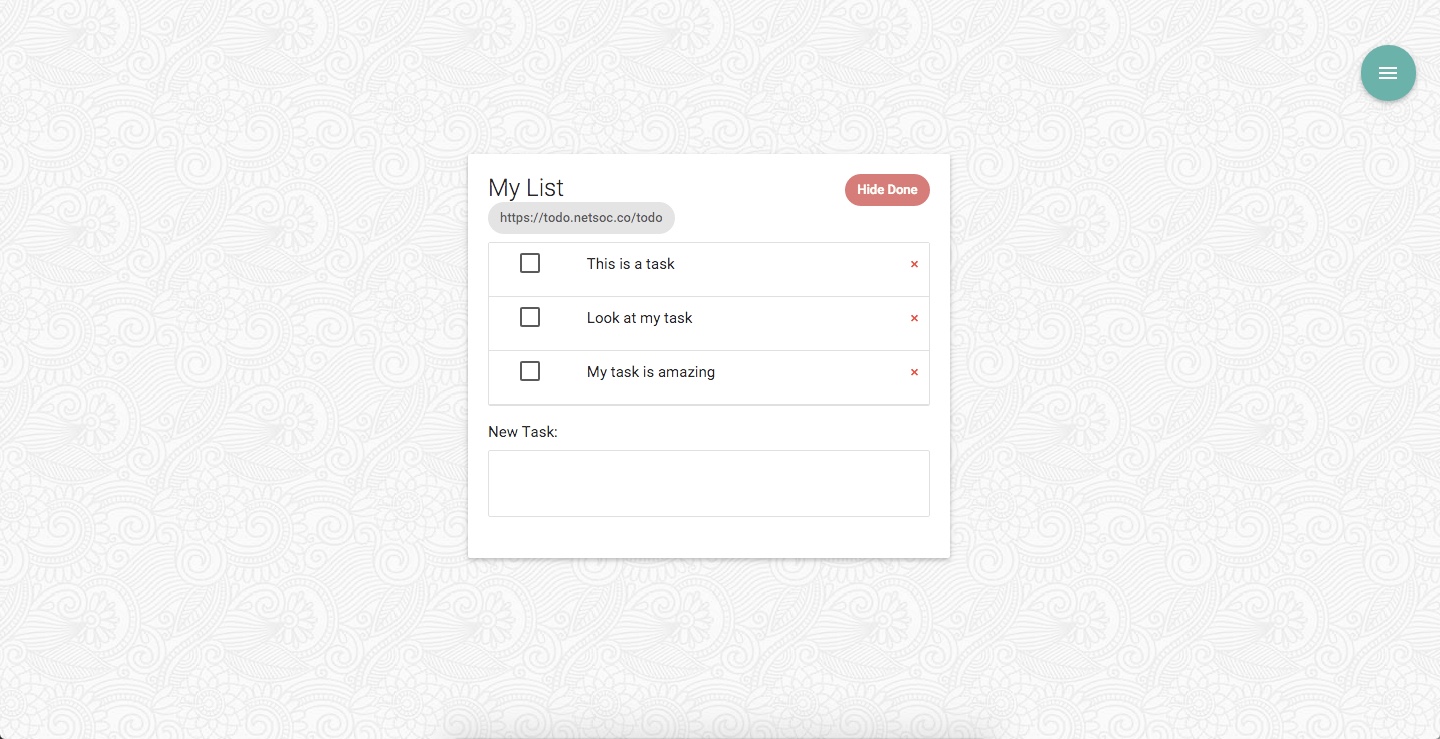 My List
Hide Done
https://todo.netsoc.co/todo
This is a task
×
Look at my task
×
My task is amazing
×
New Task: